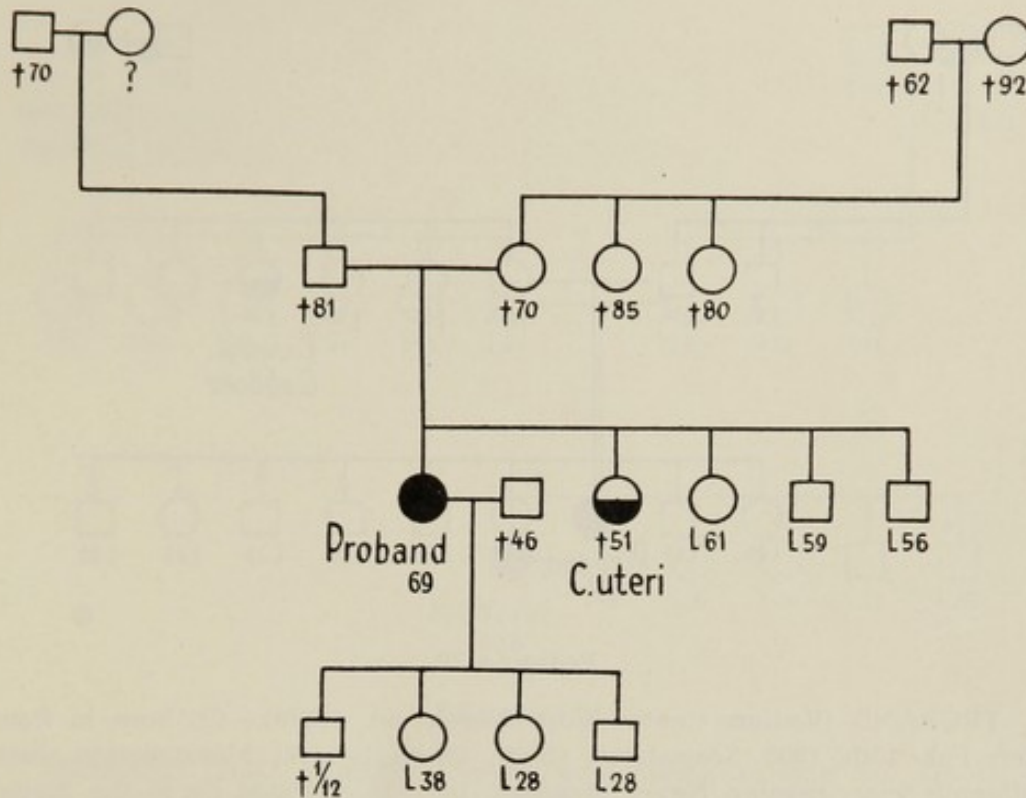 †70 ? †62 †92
†81 †70 †85 †80
Proband †46 †51 L61 L59 L56
69 C.uteri
†1/12 L38 L28 L28